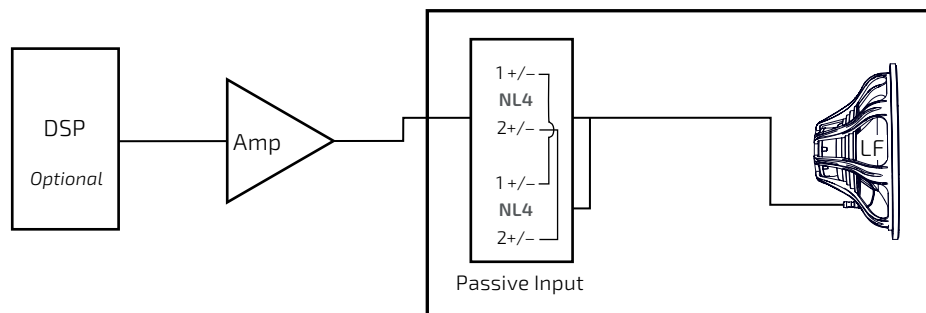 DSP
Optional
Amp
1 +/–
NL4
2+/–
1 +/–
NL4
2+/–
Passive Input
LF